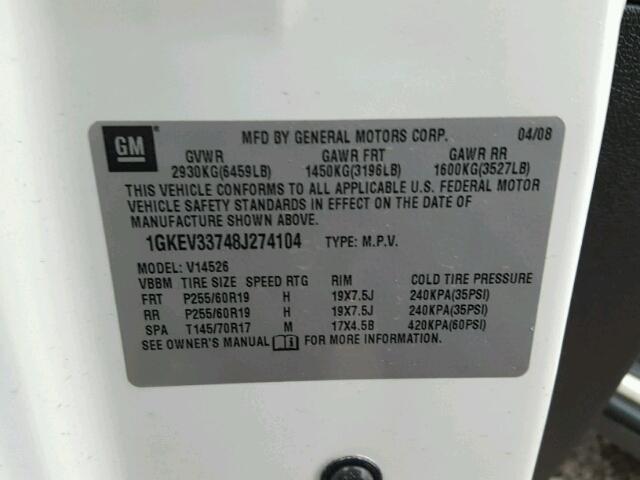 GM
MFD BY GENERAL MOTORS CORP. 04/08
GVWR GAWR FRT GAWR RR
2930KG(6459LB) 1450KG(3196LB) 1600KG(3527LB)
THIS VEHICLE CONFORMS TO ALL APPLICABLE U.S. FEDERAL MOTOR
VEHICLE SAFETY STANDARDS IN EFFECT ON THE DATE OF
MANUFACTURE SHOWN ABOVE.
1GKEV33748J274104 TYPE: M.P.V.
MODEL: V14526
VBBM TIRE SIZE SPEED RTG RIM COLD TIRE PRESSURE
FRT P255/60R19 H 19X7.5J 240KPA(35PSI)
RR P255/60R19 H 19X7.5J 240KPA(35PSI)
SPA T145/70R17 M 17X4.5B 420KPA(60PSI)
SEE OWNER'S MANUAL FOR MORE INFORMATION.